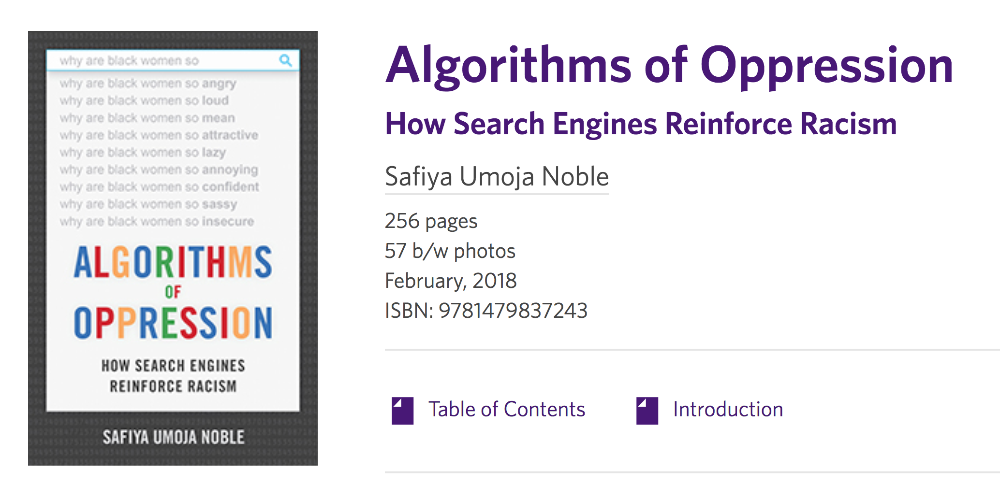 why are black women so
why are black women so angry
why are black women so loud
why are black women so mean
why are black women so attractive
why are black women so lazy
why are black women so annoying
why are black women so confident
why are black women so sassy
why are black women so insecure
ALGORITHMS
OF
OPPRESSION
HOW SEARCH ENGINES
REINFORCE RACISM
SAFIYA UMOJA NOBLE
Algorithms of Oppression
How Search Engines Reinforce Racism
Safiya Umoja Noble
256 pages
57 b/w photos
February, 2018
ISBN: 9781479837243
Table of Contents
Introduction